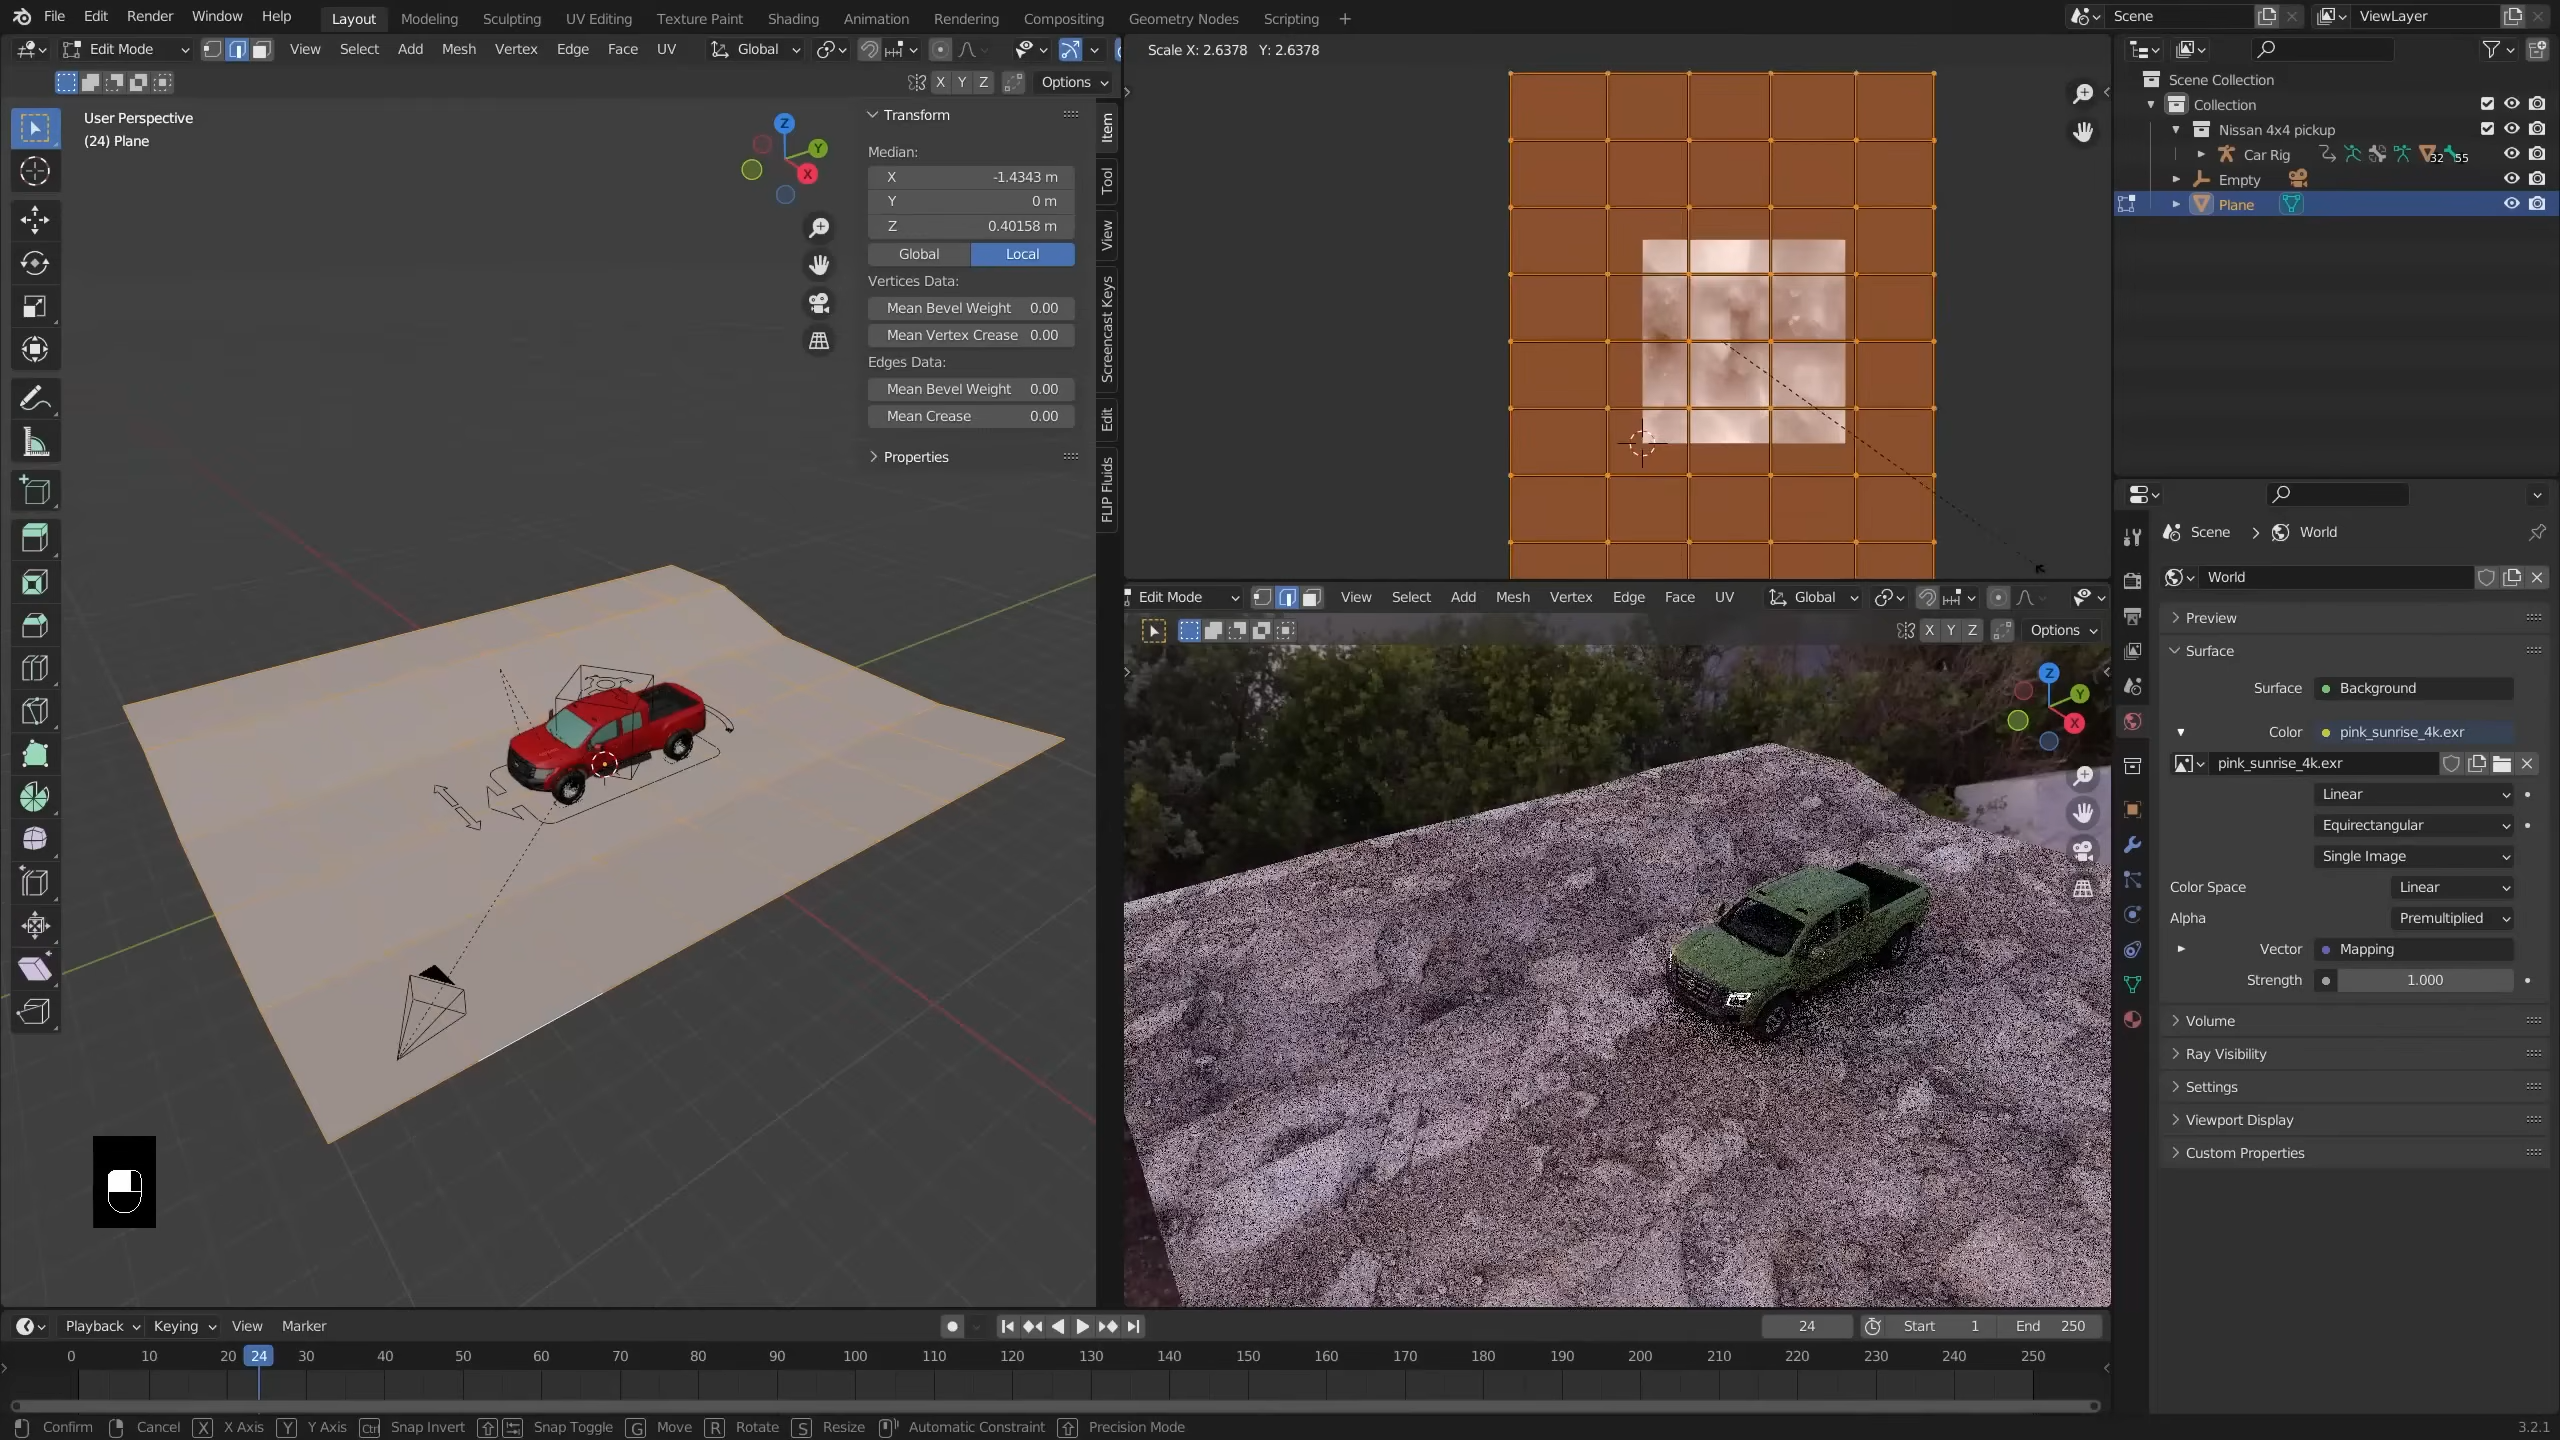 File Edit Render Window Help Layout Modeling Sculpting UV Editing Texture Paint Shading Animation Rendering Compositing Geometry Nodes Scripting + Scene ViewLayer
Edit Mode View Select Add Mesh Vertex Edge Face UV Global
X Y Z Options
User Perspective
(24) Plane
Z
Y
X
Transform
Median:
X -1.4343 m
Y 0 m
Z 0.40158 m
Global Local
Vertices Data:
Mean Bevel Weight 0.00
Mean Vertex Crease 0.00
Edges Data:
Mean Bevel Weight 0.00
Mean Crease 0.00
Properties
Item
Tool
View
Screencast Keys
Edit
FLIP Fluids
Scale X: 2.6378 Y: 2.6378
Edit Mode View Select Add Mesh Vertex Edge Face UV Global
X Y Z Options
Z
Y
X
Scene Collection
Collection
Nissan 4x4 pickup
Car Rig 32 55
Empty
Plane
Scene > World
World
Preview
Surface
Surface Background
Color pink_sunrise_4k.exr
pink_sunrise_4k.exr
Linear
Equirectangular
Single Image
Color Space Linear
Alpha Premultiplied
Vector Mapping
Strength 1.000
Volume
Ray Visibility
Settings
Viewport Display
Custom Properties
Playback Keying View Marker 24 Start 1 End 250
0 10 20 24 30 40 50 60 70 80 90 100 110 120 130 140 150 160 170 180 190 200 210 220 230 240 250
Confirm Cancel X X Axis Y Y Axis Ctrl Snap Invert Snap Toggle G Move R Rotate S Resize Automatic Constraint Precision Mode 3.2.1